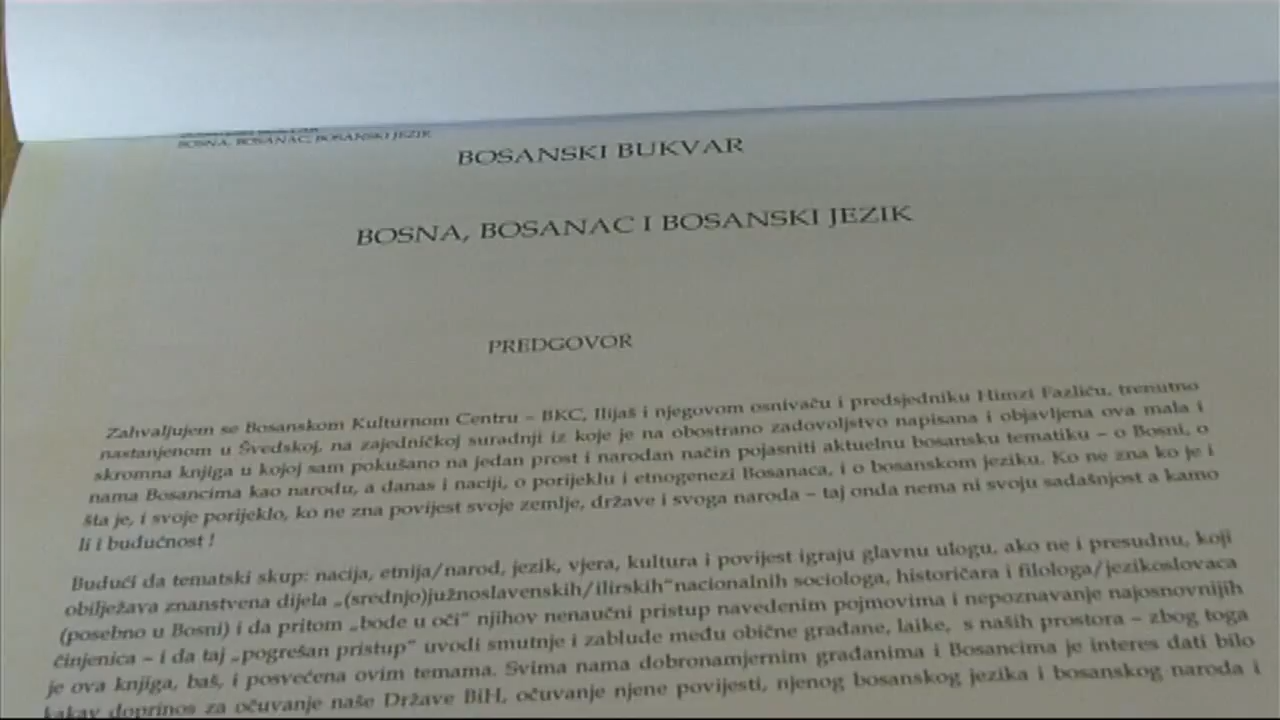 BOSNA, BOSANAC, BOSANSKI JEZIK
BOSANSKI BUKVAR
BOSNA, BOSANAC I BOSANSKI JEZIK
PREDGOVOR
Zahvaljujem se Bosanskom Kulturnom Centru – BKC, Ilijaš i njegovom osnivaču i predsjedniku Himzi Fazliću, trenutno
nastanjenom u Švedskoj, na zajedničkoj suradnji iz koje je na obostrano zadovoljstvo napisana i objavljena ova mala i
skromna knjiga u kojoj sam pokušano na jedan prost i narodan način pojasniti aktuelnu bosansku tematiku – o Bosni, o
nama Bosancima kao narodu, a danas i naciji, o porijeklu i etnogenezi Bosanaca, i o bosanskom jeziku. Ko ne zna ko je i
šta je, i svoje porijeklo, ko ne zna povijest svoje zemlje, države i svoga naroda – taj onda nema ni svoju sadašnjost a kamo
li i budućnost !
Budući da tematski skup: nacija, etnija/narod, jezik, vjera, kultura i povijest igraju glavnu ulogu, ako ne i presudnu, koji
obilježava znanstvena dijela „(srednjo)južnoslavenskih/ilirskih“nacionalnih sociologa, historičara i filologa/jezikoslovaca
(posebno u Bosni) i da pritom „bode u oči“ njihov nenaučni pristup navedenim pojmovima i nepoznavanje najosnovnijih
činjenica – i da taj „pogrešan pristup“ uvodi smutnje i zablude među obične građane, laike, s naših prostora – zbog toga
je ova knjiga, baš, i posvećena ovim temama. Svima nama dobronamjernim građanima i Bosancima je interes dati bilo
kakav doprinos za očuvanje naše Države BiH, očuvanje njene povijesti, njenog bosanskog jezika i bosanskog naroda i